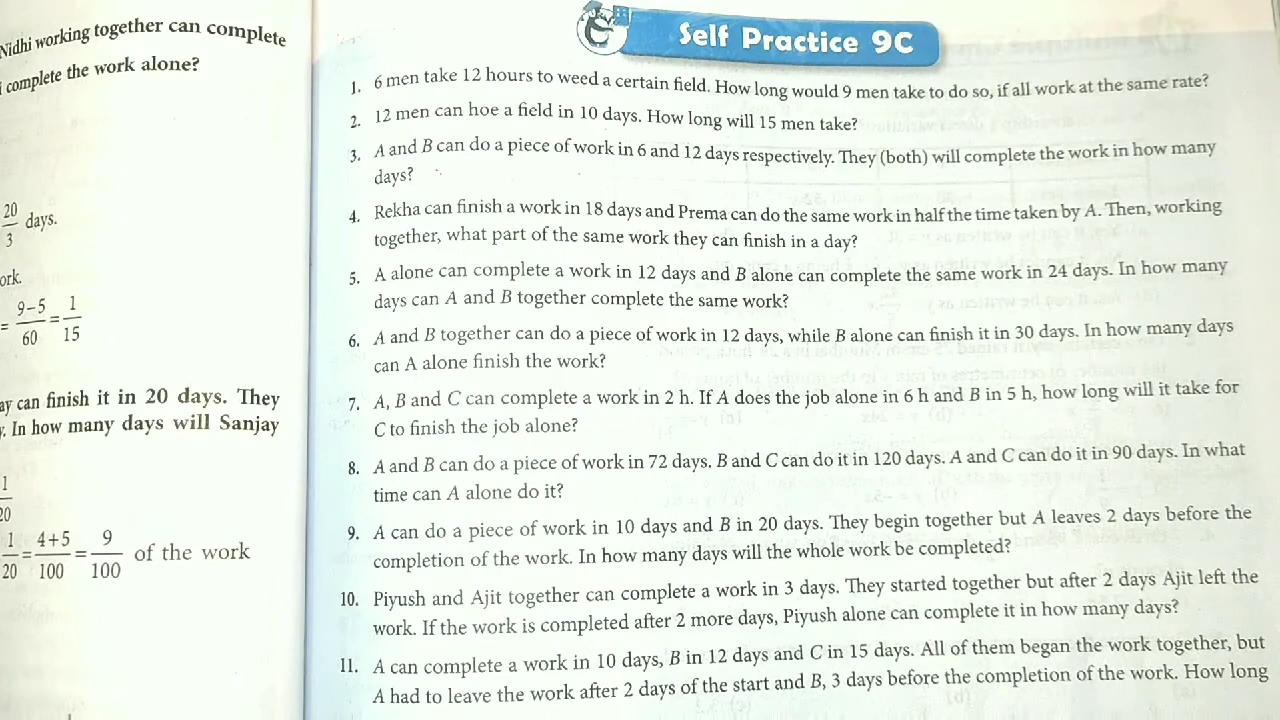 Nidhi working together can complete
complete the work alone?
20/3 days.
ork.
= 9-5/60 = 1/15
ay can finish it in 20 days. They
. In how many days will Sanjay
1/20
1/20 = 4+5/100 = 9/100 of the work
Self Practice 9C
1. 6 men take 12 hours to weed a certain field. How long would 9 men take to do so, if all work at the same rate?
2. 12 men can hoe a field in 10 days. How long will 15 men take?
3. A and B can do a piece of work in 6 and 12 days respectively. They (both) will complete the work in how many
days?
4. Rekha can finish a work in 18 days and Prema can do the same work in half the time taken by A. Then, working
together, what part of the same work they can finish in a day?
5. A alone can complete a work in 12 days and B alone can complete the same work in 24 days. In how many
days can A and B together complete the same work?
6. A and B together can do a piece of work in 12 days, while B alone can finish it in 30 days. In how many days
can A alone finish the work?
7. A, B and C can complete a work in 2 h. If A does the job alone in 6 h and B in 5 h, how long will it take for
C to finish the job alone?
8. A and B can do a piece of work in 72 days. B and C can do it in 120 days. A and C can do it in 90 days. In what
time can A alone do it?
9. A can do a piece of work in 10 days and B in 20 days. They begin together but A leaves 2 days before the
completion of the work. In how many days will the whole work be completed?
10. Piyush and Ajit together can complete a work in 3 days. They started together but after 2 days Ajit left the
work. If the work is completed after 2 more days, Piyush alone can complete it in how many days?
11. A can complete a work in 10 days, B in 12 days and C in 15 days. All of them began the work together, but
A had to leave the work after 2 days of the start and B, 3 days before the completion of the work. How long